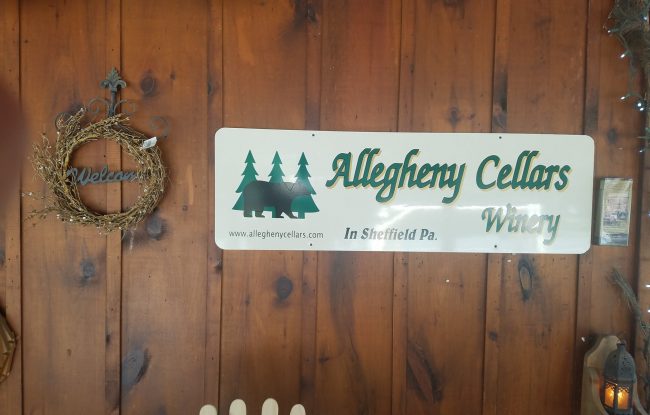 Welcome
Allegheny Cellars
Winery
www.alleghenycellars.com
In Sheffield Pa.